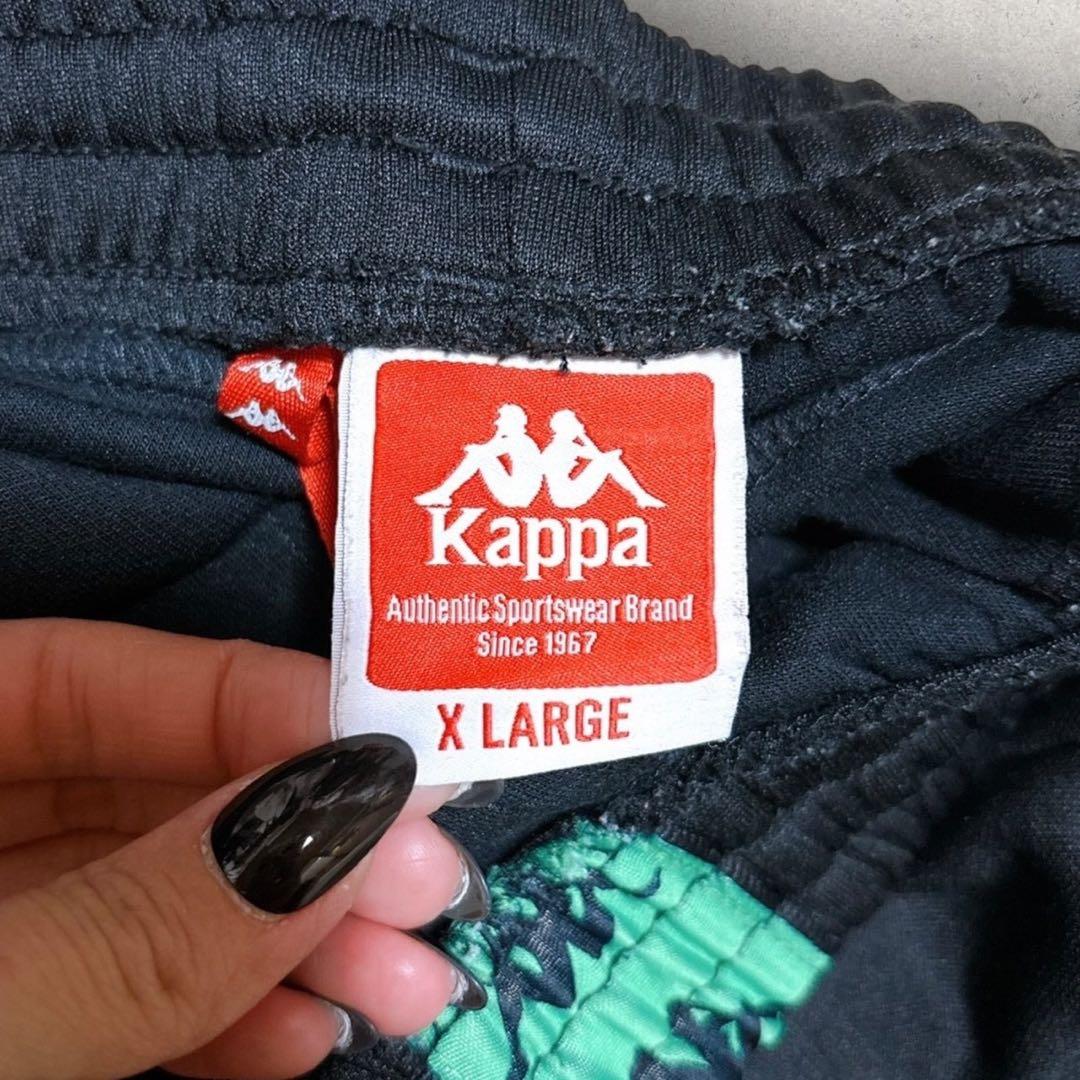 Kappa
Authentic Sportswear Brand
Since 1967
X LARGE